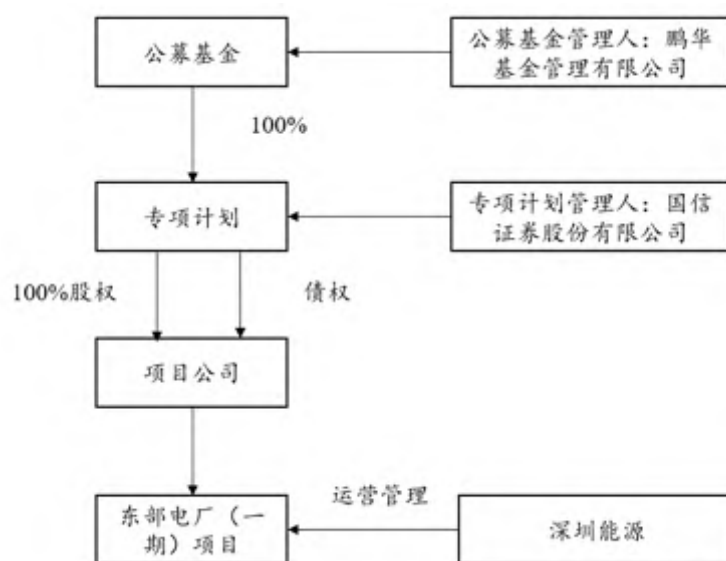 公募基金
公募基金管理人：鹏华
基金管理有限公司
100%
专项计划
专项计划管理人：国信
证券股份有限公司
100%股权
债权
项目公司
运营管理
东部电厂（一
期）项目
深圳能源